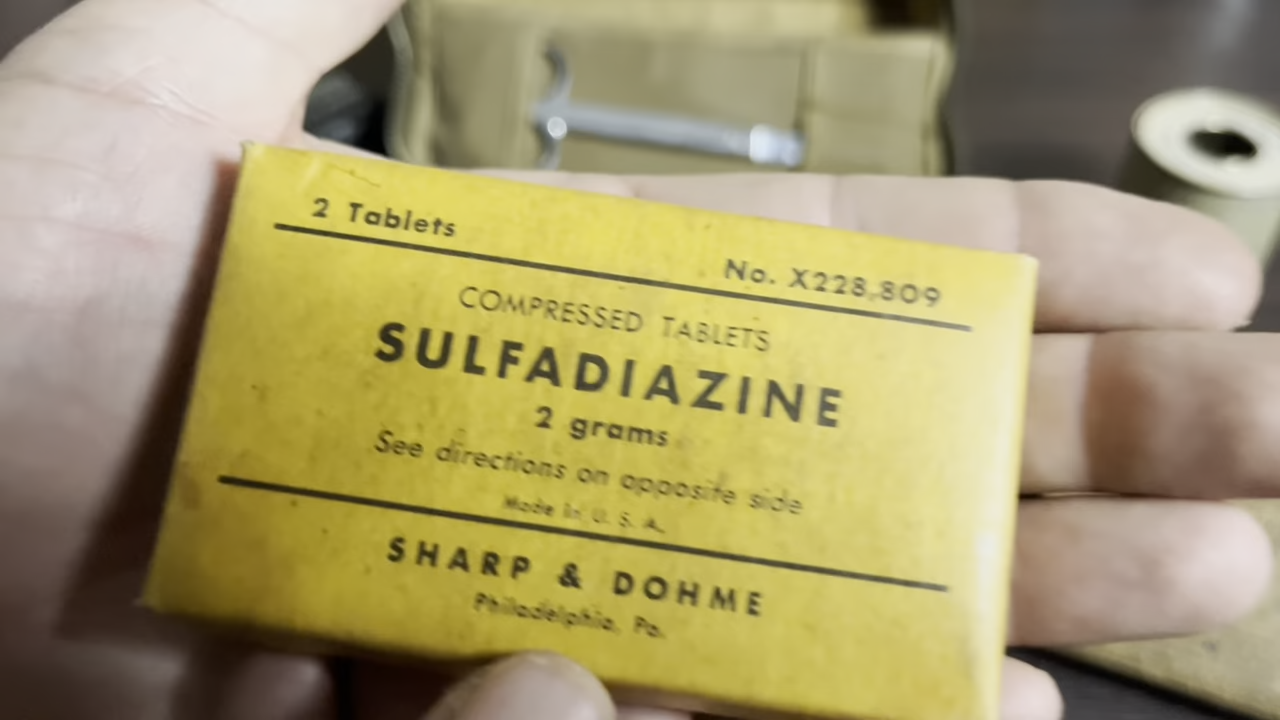 2 Tablets
No. X228,809
COMPRESSED TABLETS
SULFADIAZINE
2 grams
See directions on opposite side
Made in U. S. A.
SHARP & DOHME
Philadelphia, Pa.